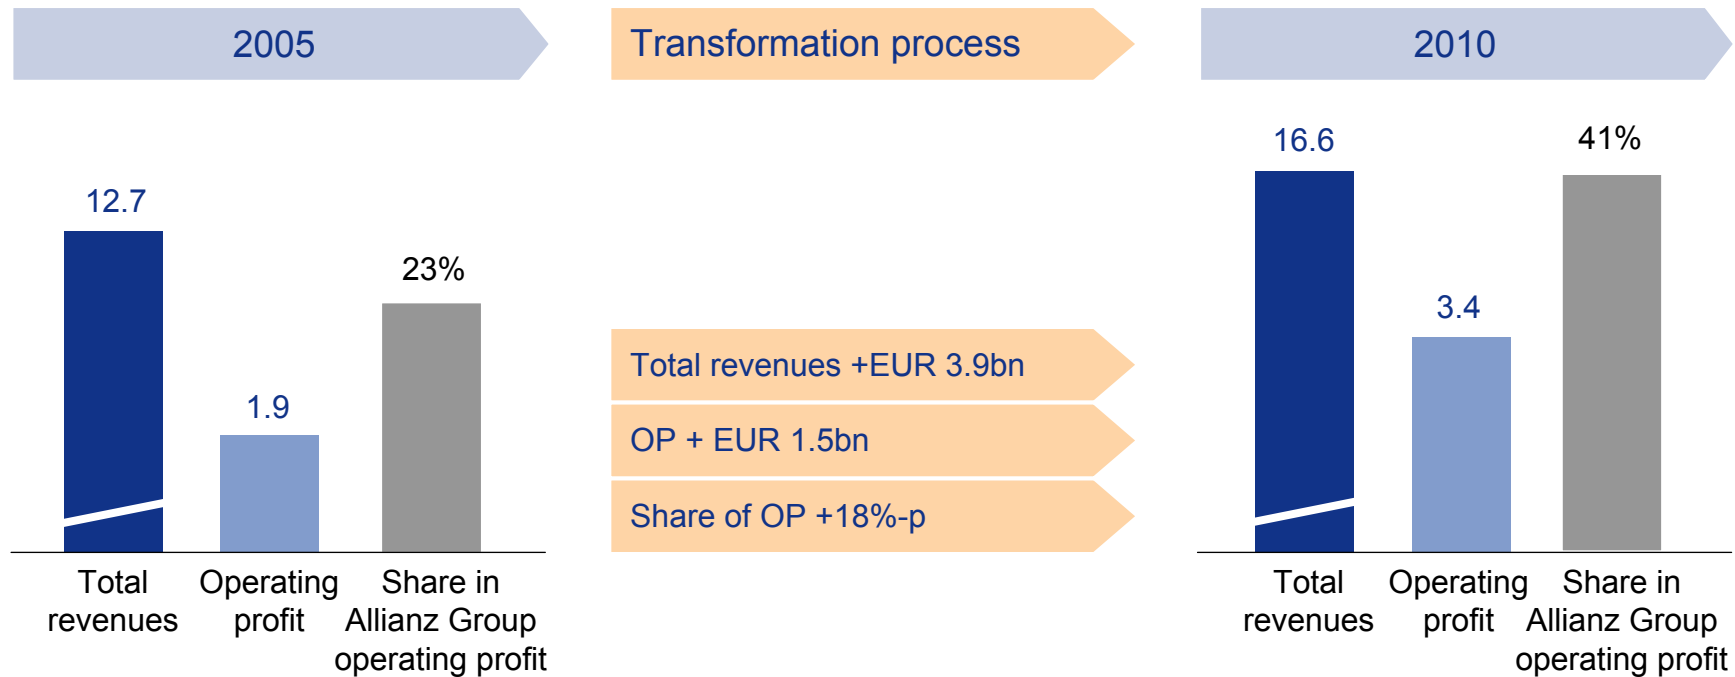 2005
Transformation process
2010
12.7
1.9
23%
Total revenues +EUR 3.9bn
OP + EUR 1.5bn
Share of OP +18%-p
16.6
3.4
41%
Total
revenues
Operating
profit
Share in
Allianz Group
operating profit
Total
revenues
Operating
profit
Share in
Allianz Group
operating profit